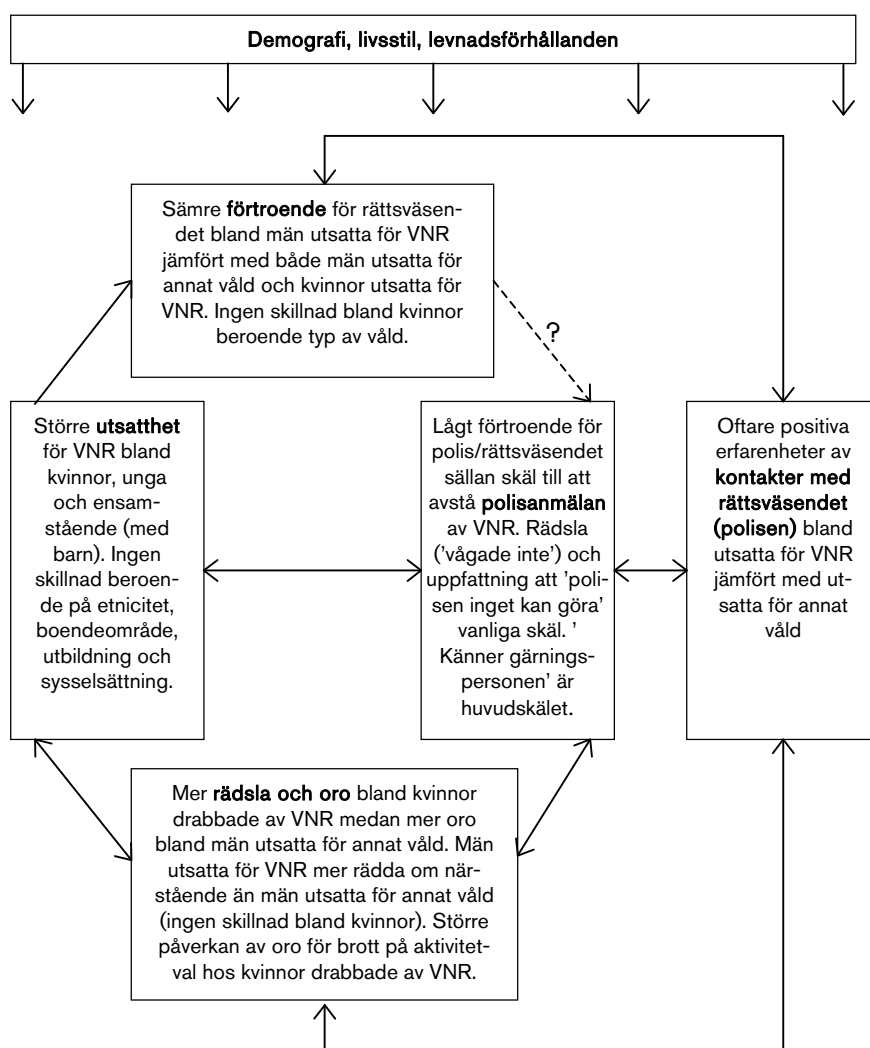 Demografi, livsstil, levnadsförhållanden
Sämre förtroende för rättsväsen-
det bland män utsatta för VNR
jämfört med både män utsatta för
annat våld och kvinnor utsatta för
VNR. Ingen skillnad bland kvinnor
beroende typ av våld.
?
Större utsatthet
för VNR bland
kvinnor, unga
och ensam-
stående (med
barn). Ingen
skillnad beroen-
de på etnicitet,
boendeområde,
utbildning och
sysselsättning.
Lågt förtroende för
polis/rättsväsendet
sällan skäl till att
avstå polisanmälan
av VNR. Rädsla
('vågade inte') och
uppfattning att 'poli-
sen inget kan göra'
vanliga skäl. '
Känner gärnings-
personen' är
huvudskälet.
Oftare positiva
erfarenheter av
kontakter med
rättsväsendet
(polisen) bland
utsatta för VNR
jämfört med ut-
satta för annat
våld
Mer rädsla och oro bland kvinnor
drabbade av VNR medan mer oro
bland män utsatta för annat våld. Män
utsatta för VNR mer rädda om när-
stående än män utsatta för annat våld
(ingen skillnad bland kvinnor). Större
påverkan av oro för brott på aktivitet-
val hos kvinnor drabbade av VNR.